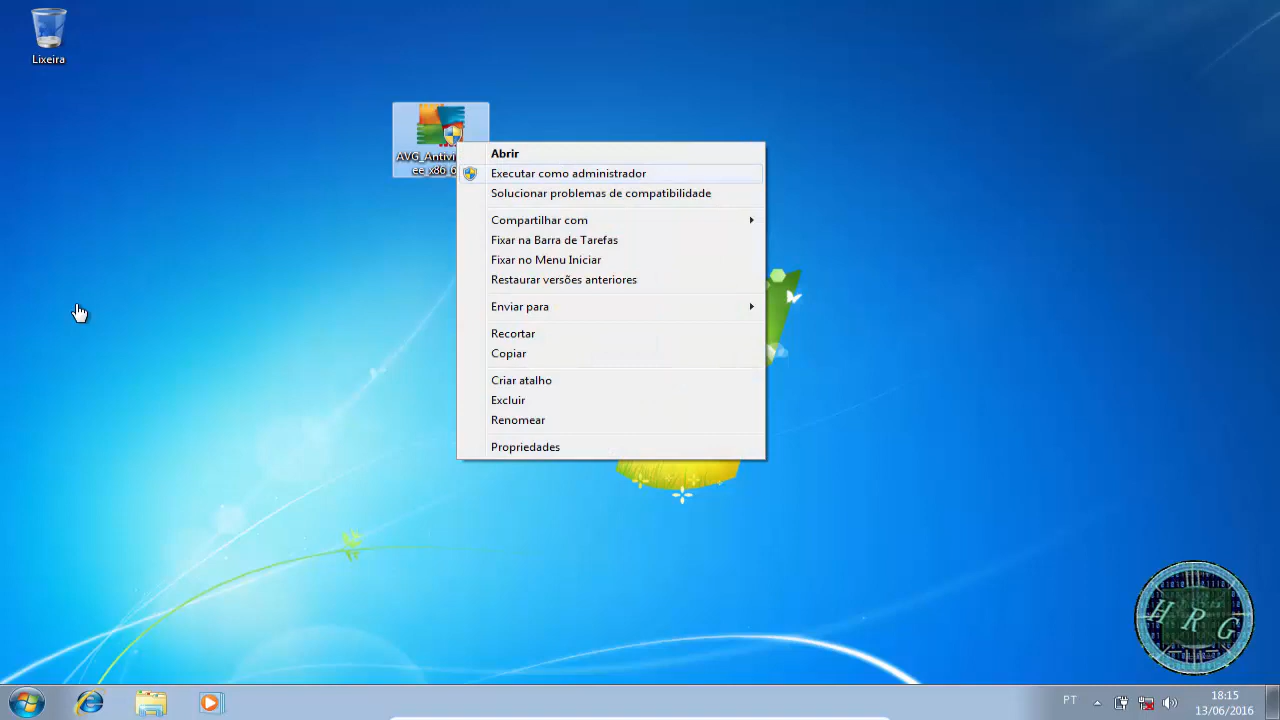 Lixeira
Abrir
Executar como administrador
Solucionar problemas de compatibilidade
Compartilhar com
Fixar na Barra de Tarefas
Fixar no Menu Iniciar
Restaurar versões anteriores
Enviar para
Recortar
Copiar
Criar atalho
Excluir
Renomear
Propriedades
H R G
PT
18:15
13/06/2016